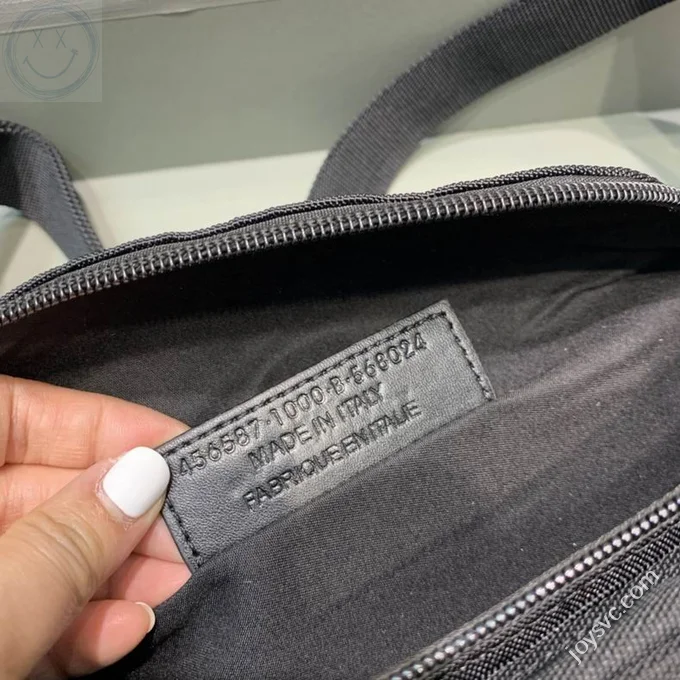 456587·1000·B·568024
MADE IN ITALY
FABRIQUE EN ITALIE
joysvc.com